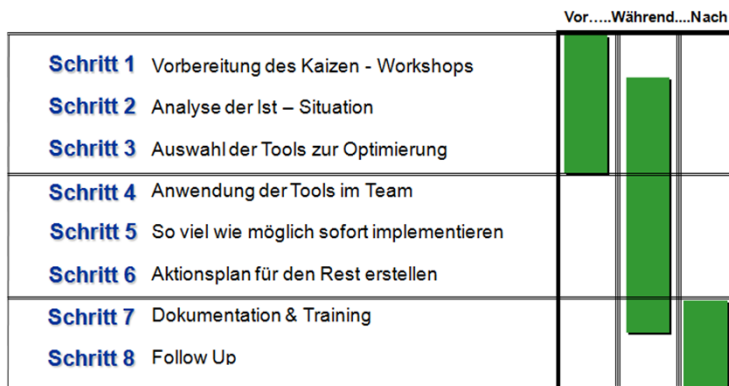 Vor…..Während....Nach
Schritt 1 Vorbereitung des Kaizen - Workshops
Schritt 2 Analyse der Ist – Situation
Schritt 3 Auswahl der Tools zur Optimierung
Schritt 4 Anwendung der Tools im Team
Schritt 5 So viel wie möglich sofort implementieren
Schritt 6 Aktionsplan für den Rest erstellen
Schritt 7 Dokumentation & Training
Schritt 8 Follow Up